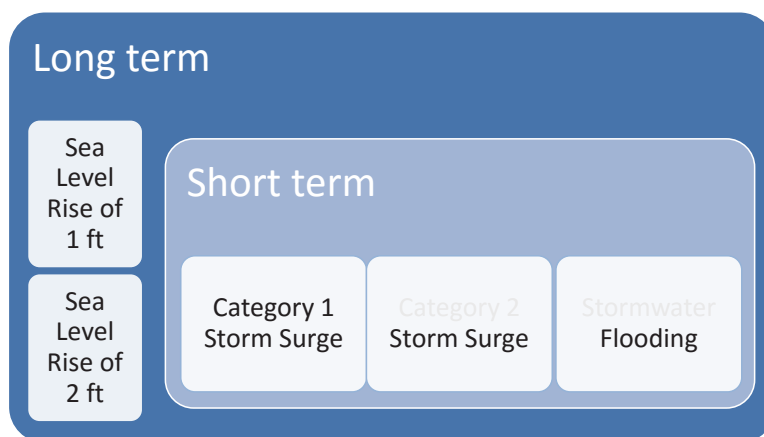 Long term
Sea
Level
Rise of
1 ft
Sea
Level
Rise of
2 ft
Short term
Category 1
Storm Surge
Category 2
Storm Surge
Stormwater
Flooding